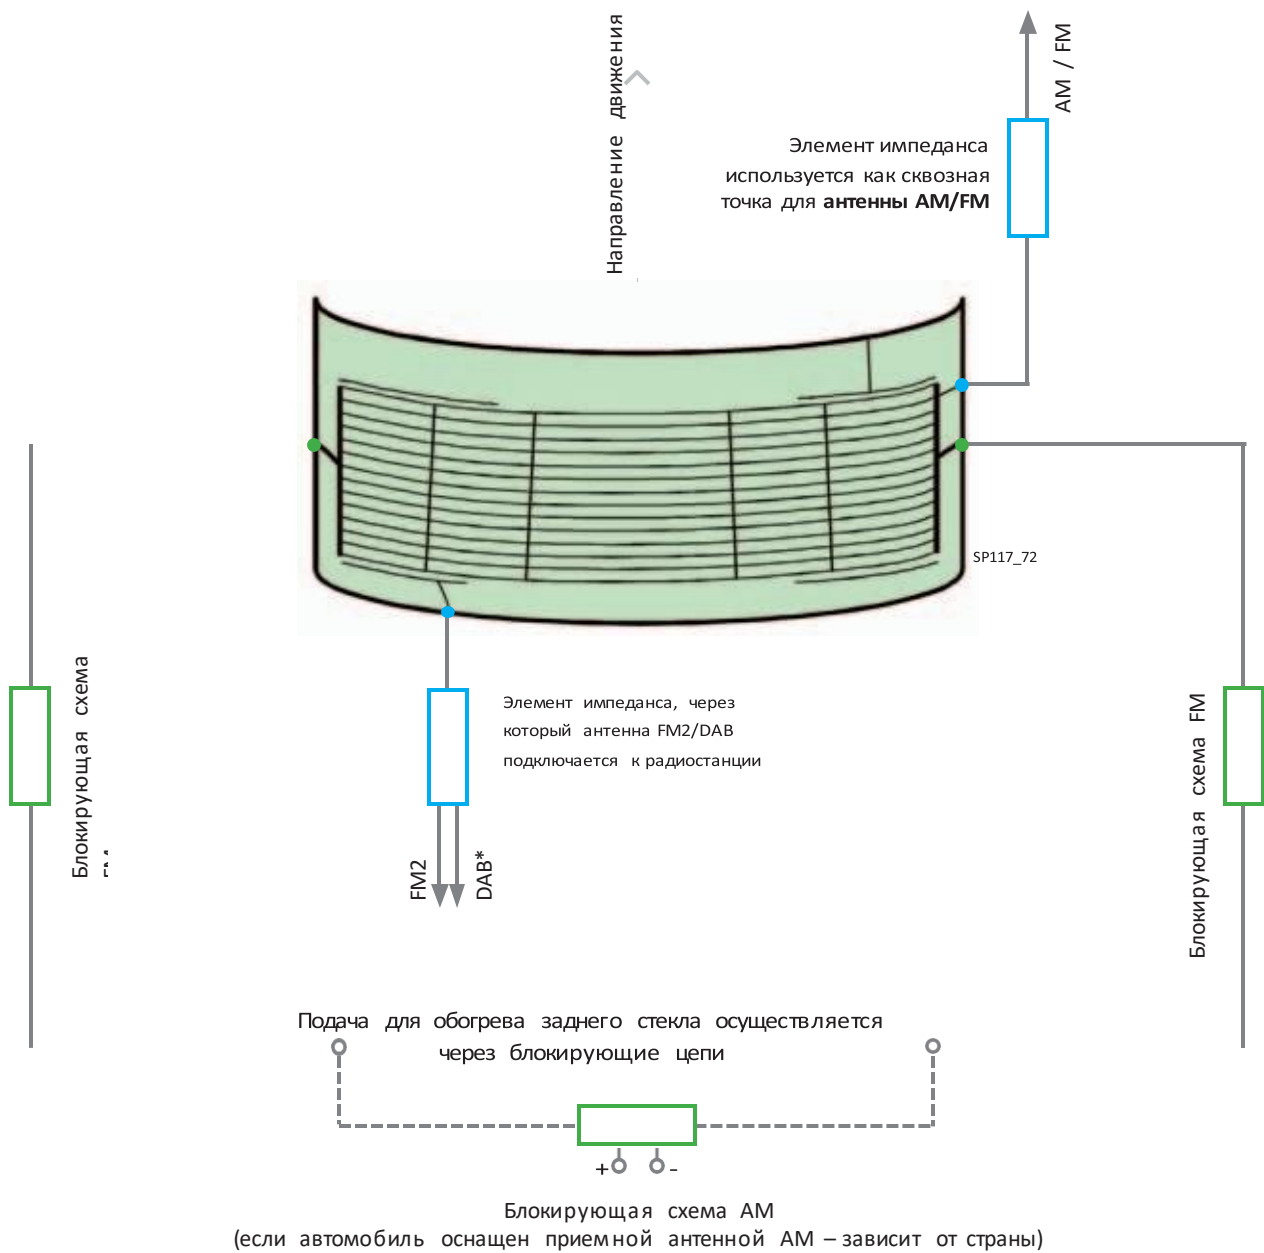 Направление движения
AM / FM
Элемент импеданса
используется как сквозная
точка для антенны AM/FM
SP117_72
Блокирующая схема
Элемент импеданса, через
который антенна FM2/DAB
подключается к радиостанции
Блокирующая схема FM
FM2
DAB*
Подача для обогрева заднего стекла осуществляется
через блокирующие цепи
+ -
Блокирующая схема AM
(если автомобиль оснащен приемной антенной AM – зависит от страны)